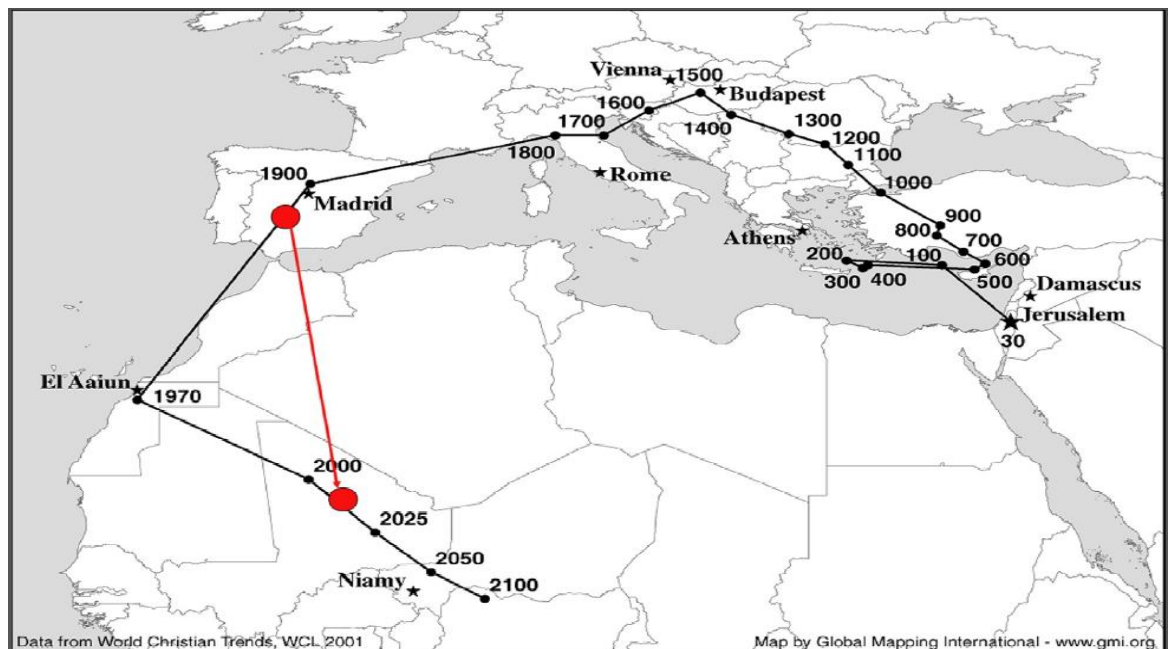 Vienna
1500
Budapest
1600
1700
1400
1300
1800
1200
1100
1900
Rome
1000
Madrid
900
Athens
800
700
200
100
600
300
400
500
Damascus
Jerusalem
30
El Aaiun
1970
2000
2025
2050
Niamy
2100
Data from World Christian Trends, WCL 2001
Map by Global Mapping International - www.gmi.org.